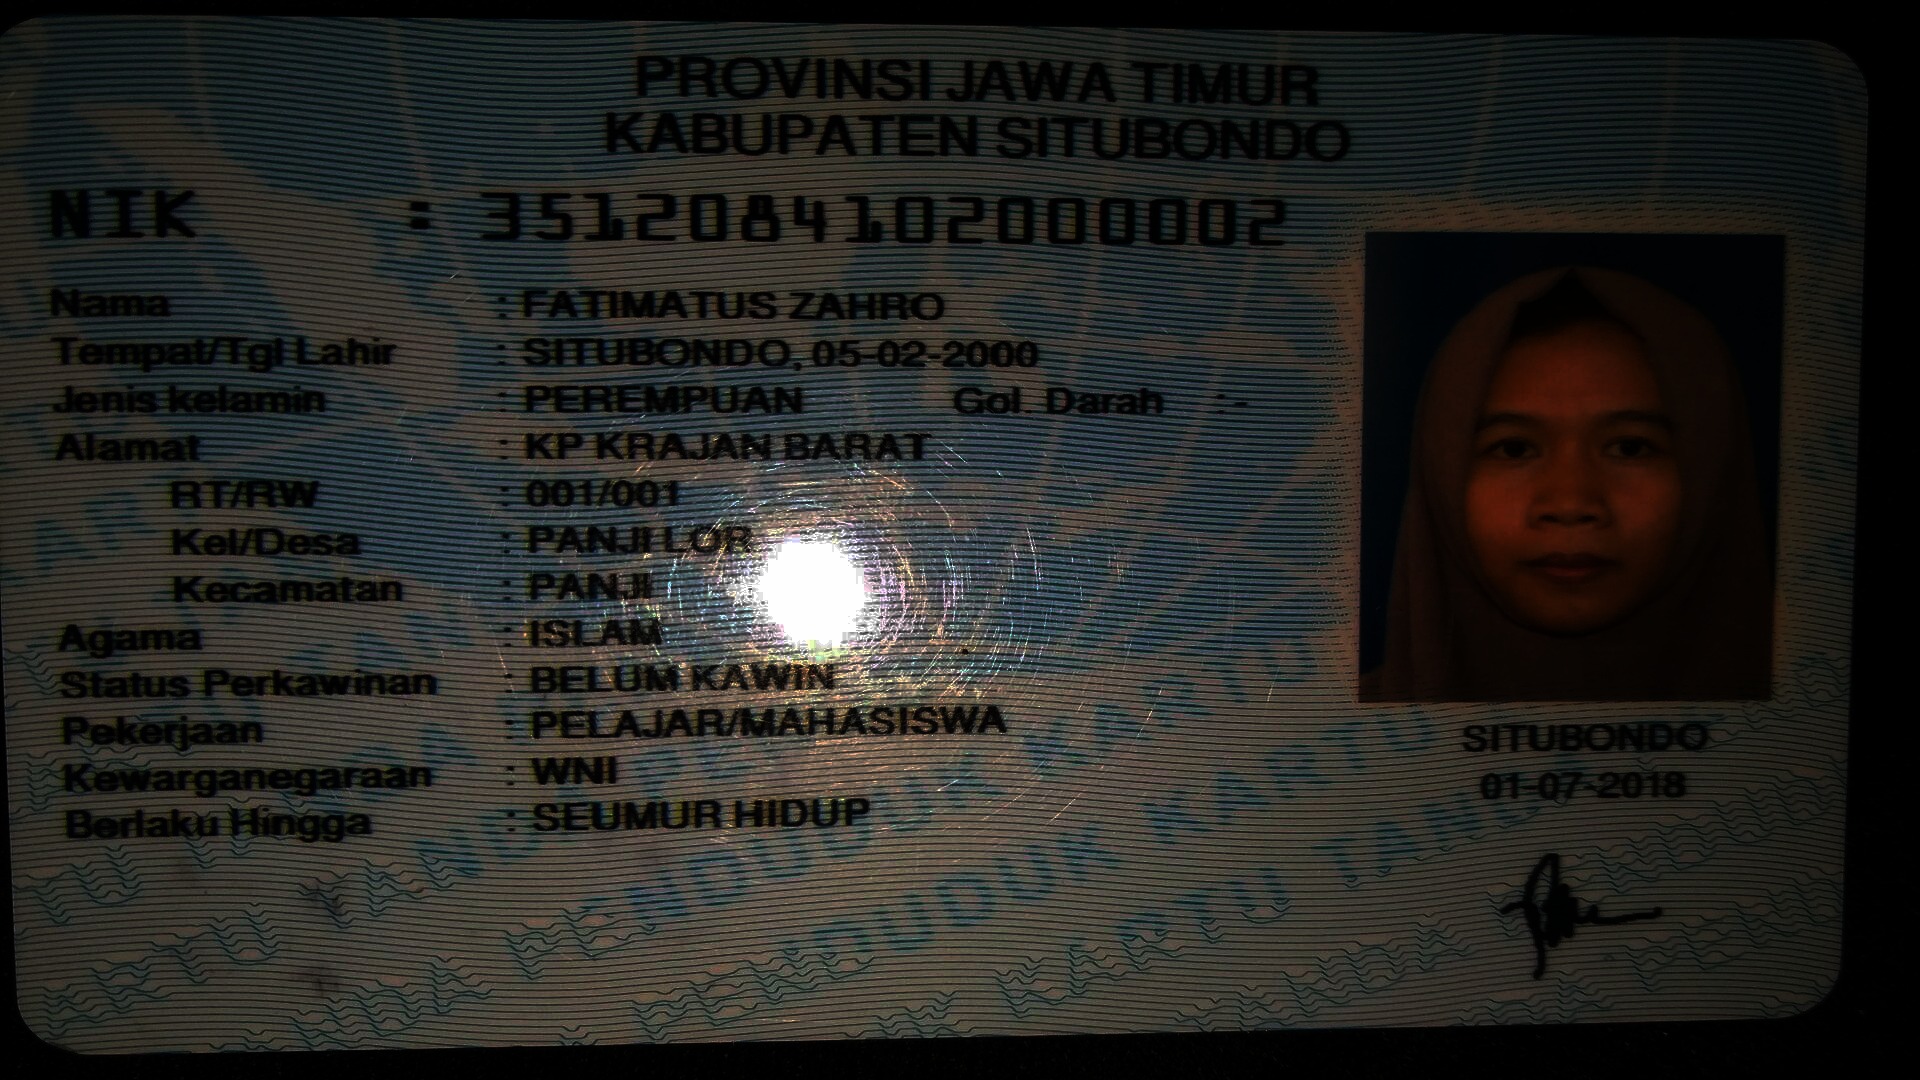 PROVINSI JAWA TIMUR
KABUPATEN SITUBONDO
NIK : 3512084102000002
Nama : FATIMATUS ZAHRO
Tempat/Tgl Lahir : SITUBONDO, 05-02-2000
Jenis kelamin : PEREMPUAN Gol. Darah : -
Alamat : KP KRAJAN BARAT
RT/RW : 001/001
Kel/Desa : PANJI LOR
Kecamatan : PANJI
Agama : ISLAM
Status Perkawinan : BELUM KAWIN
Pekerjaan : PELAJAR/MAHASISWA
Kewarganegaraan : WNI
Berlaku Hingga : SEUMUR HIDUP
SITUBONDO
01-07-2018